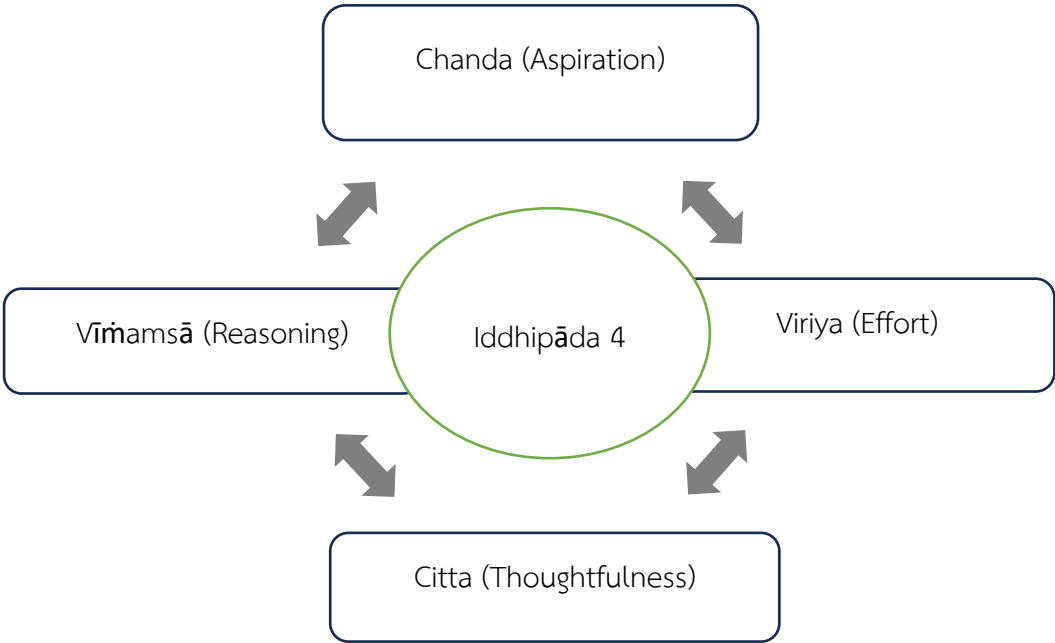 Chanda (Aspiration)
Vīṁamsā (Reasoning)
Iddhipāda 4
Viriya (Effort)
Citta (Thoughtfulness)